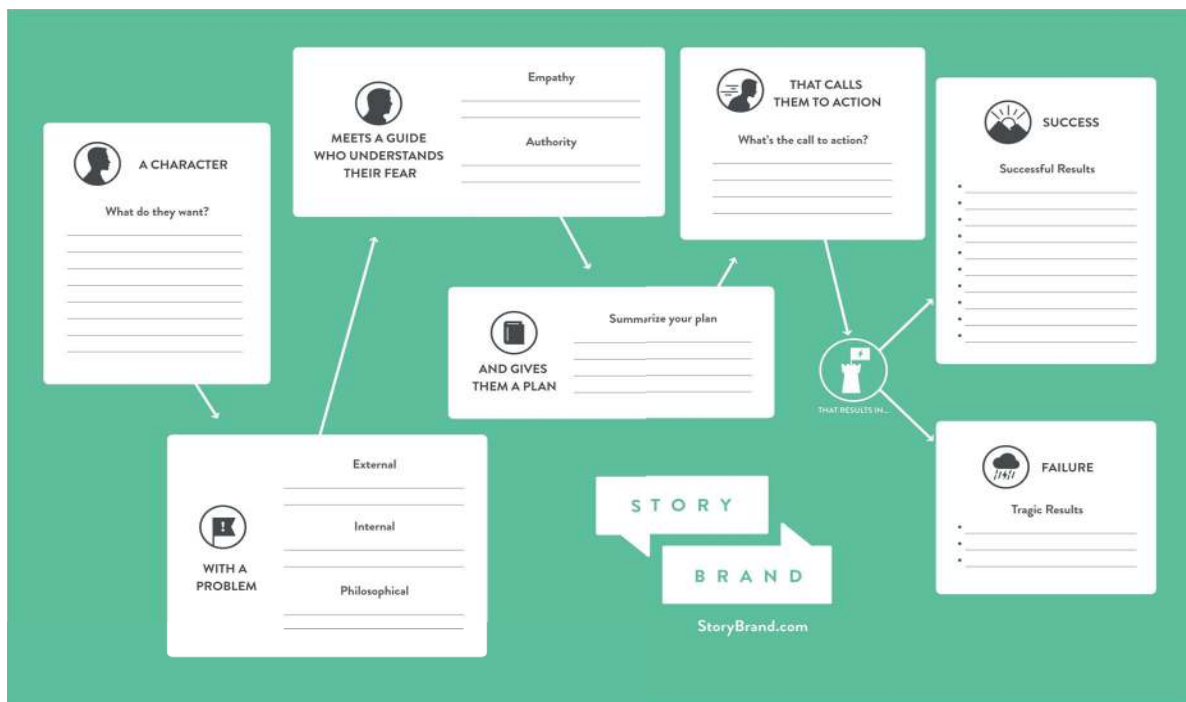 A CHARACTER
What do they want?
WITH A
PROBLEM
External
Internal
Philosophical
MEETS A GUIDE
WHO UNDERSTANDS
THEIR FEAR
Empathy
Authority
AND GIVES
THEM A PLAN
Summarize your plan
THAT CALLS
THEM TO ACTION
What's the call to action?
THAT RESULTS IN...
SUCCESS
Successful Results
FAILURE
Tragic Results
STORY
BRAND
StoryBrand.com